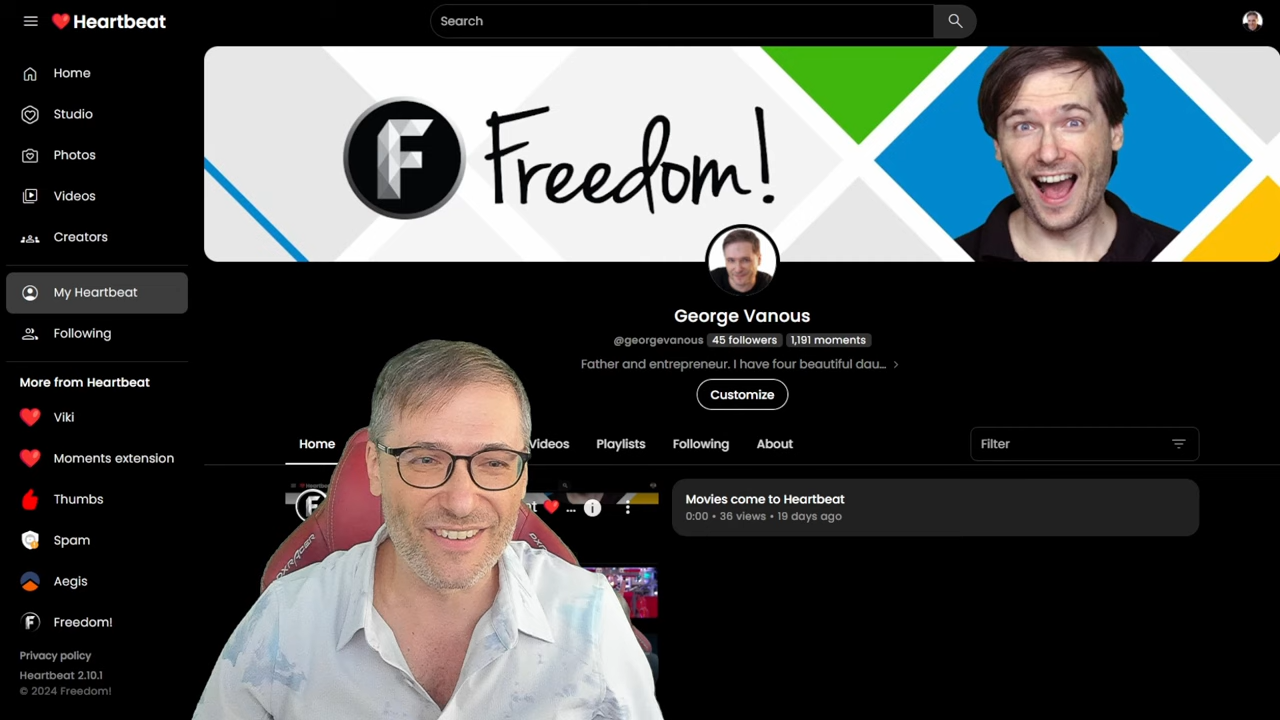 Heartbeat
Search
Home
Studio
Photos
Videos
Creators
My Heartbeat
Following
More from Heartbeat
Viki
Moments extension
Thumbs
Spam
Aegis
Freedom!
Privacy policy
Heartbeat 2.10.1
© 2024 Freedom!
F Freedom!
George Vanous
@georgevanous 45 followers 1,191 moments
Father and entrepreneur. I have four beautiful dau... >
Customize
Home Videos Playlists Following About
Filter
F
...
Movies come to Heartbeat
0:00 • 36 views • 19 days ago
DXRACER